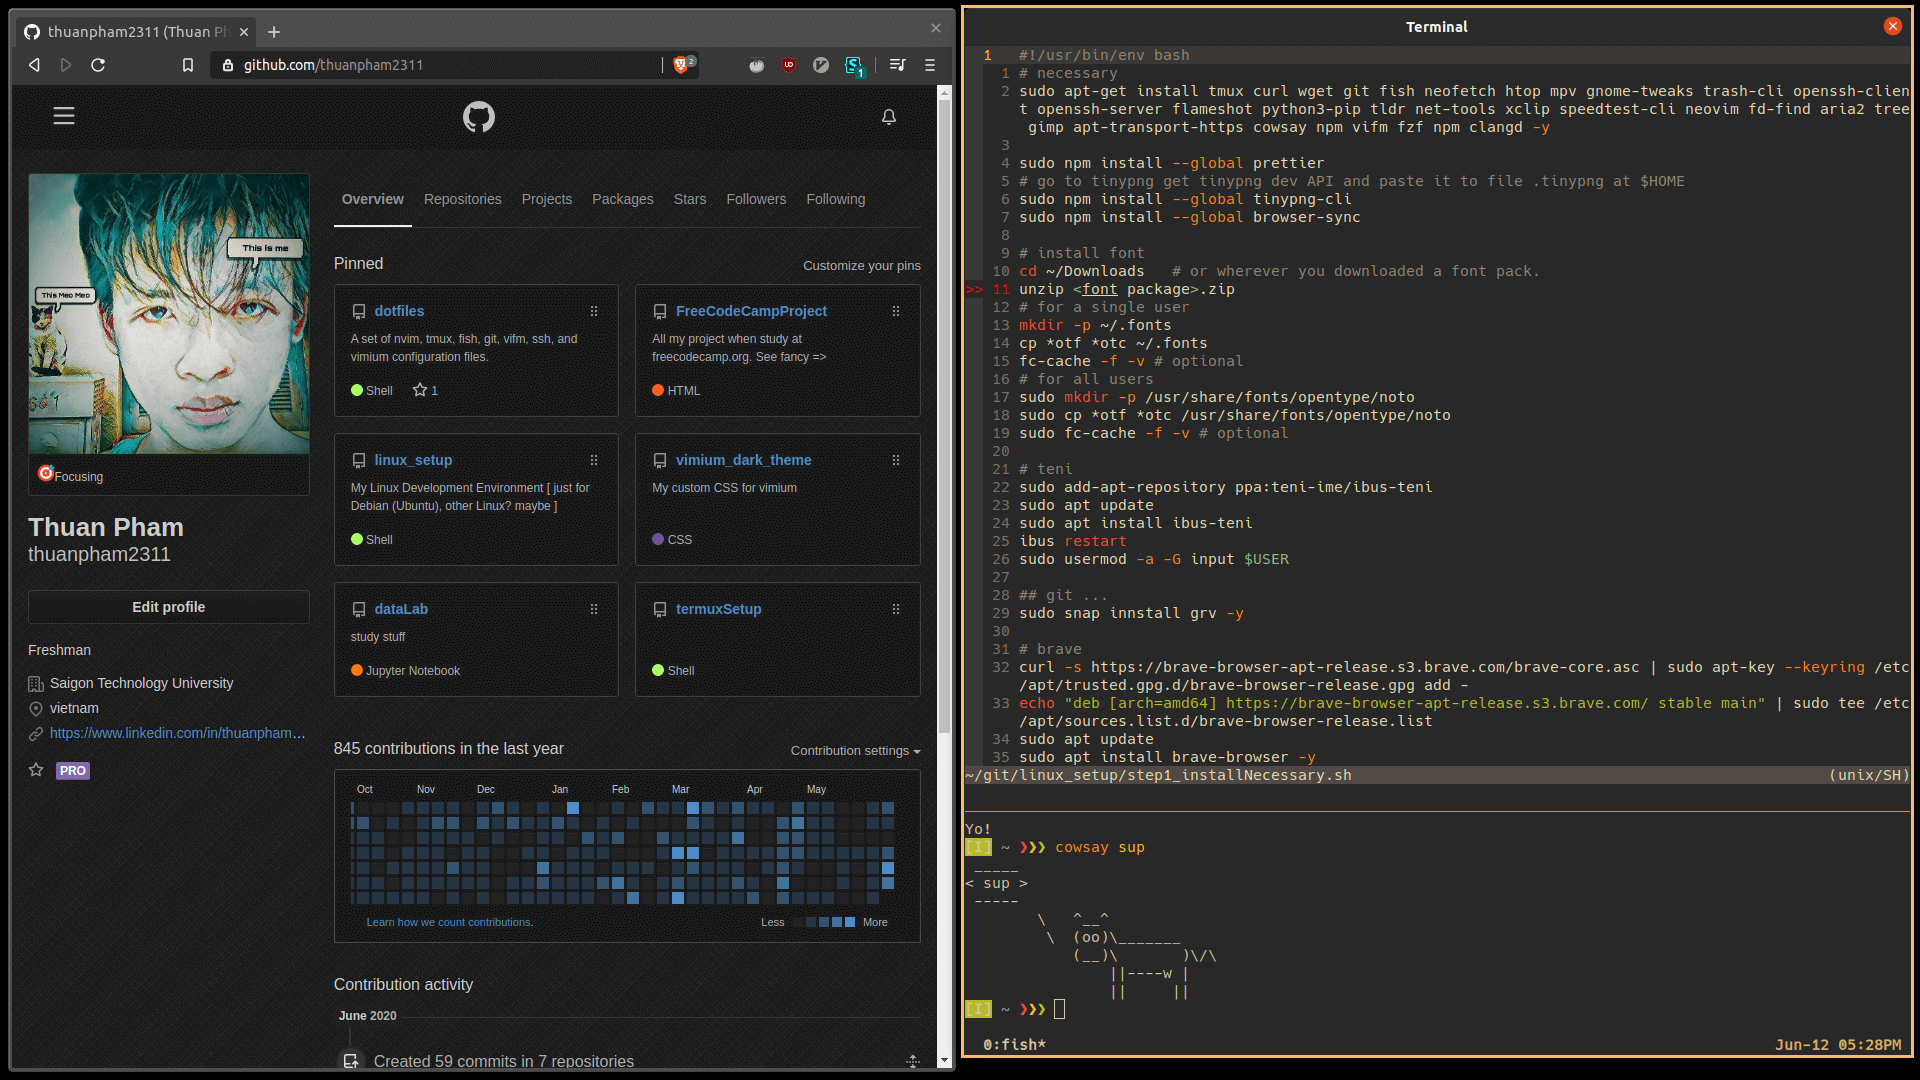 thuanpham2311 (Thuan Ph
github.com/thuanpham2311
2
1
This is me
This Meo Meo
Focusing
Thuan Pham
thuanpham2311
Edit profile
Freshman
Saigon Technology University
vietnam
https://www.linkedin.com/in/thuanpham…
PRO
Overview Repositories Projects Packages Stars Followers Following
Pinned
Customize your pins
dotfiles
A set of nvim, tmux, fish, git, vifm, ssh, and
vimium configuration files.
Shell 1
FreeCodeCampProject
All my project when study at
freecodecamp.org. See fancy =>
HTML
linux_setup
My Linux Development Environment [ just for
Debian (Ubuntu), other Linux? maybe ]
Shell
vimium_dark_theme
My custom CSS for vimium
CSS
dataLab
study stuff
Jupyter Notebook
termuxSetup
Shell
845 contributions in the last year
Contribution settings
Oct Nov Dec Jan Feb Mar Apr May
Learn how we count contributions.
Less More
Contribution activity
June 2020
Created 59 commits in 7 repositories
Terminal
1 #!/usr/bin/env bash
1 # necessary
2 sudo apt-get install tmux curl wget git fish neofetch htop mpv gnome-tweaks trash-cli openssh-clien
t openssh-server flameshot python3-pip tldr net-tools xclip speedtest-cli neovim fd-find aria2 tree
gimp apt-transport-https cowsay npm vifm fzf npm clangd -y
3
4 sudo npm install --global prettier
5 # go to tinypng get tinypng dev API and paste it to file .tinypng at $HOME
6 sudo npm install --global tinypng-cli
7 sudo npm install --global browser-sync
8
9 # install font
10 cd ~/Downloads   # or wherever you downloaded a font pack.
>> 11 unzip <font package>.zip
12 # for a single user
13 mkdir -p ~/.fonts
14 cp *otf *otc ~/.fonts
15 fc-cache -f -v # optional
16 # for all users
17 sudo mkdir -p /usr/share/fonts/opentype/noto
18 sudo cp *otf *otc /usr/share/fonts/opentype/noto
19 sudo fc-cache -f -v # optional
20
21 # teni
22 sudo add-apt-repository ppa:teni-ime/ibus-teni
23 sudo apt update
24 sudo apt install ibus-teni
25 ibus restart
26 sudo usermod -a -G input $USER
27
28 ## git ...
29 sudo snap innstall grv -y
30
31 # brave
32 curl -s https://brave-browser-apt-release.s3.brave.com/brave-core.asc | sudo apt-key --keyring /etc
/apt/trusted.gpg.d/brave-browser-release.gpg add -
33 echo "deb [arch=amd64] https://brave-browser-apt-release.s3.brave.com/ stable main" | sudo tee /etc
/apt/sources.list.d/brave-browser-release.list
34 sudo apt update
35 sudo apt install brave-browser -y
~/git/linux_setup/step1_installNecessary.sh (unix/SH)
Yo!
[I] ~ ❯❯❯ cowsay sup
 _____
< sup >
 -----
        \   ^__^
         \  (oo)\_______
            (__)\       )\/\
                ||----w |
                ||     ||
[I] ~ ❯❯❯
0:fish* Jun-12 05:28PM